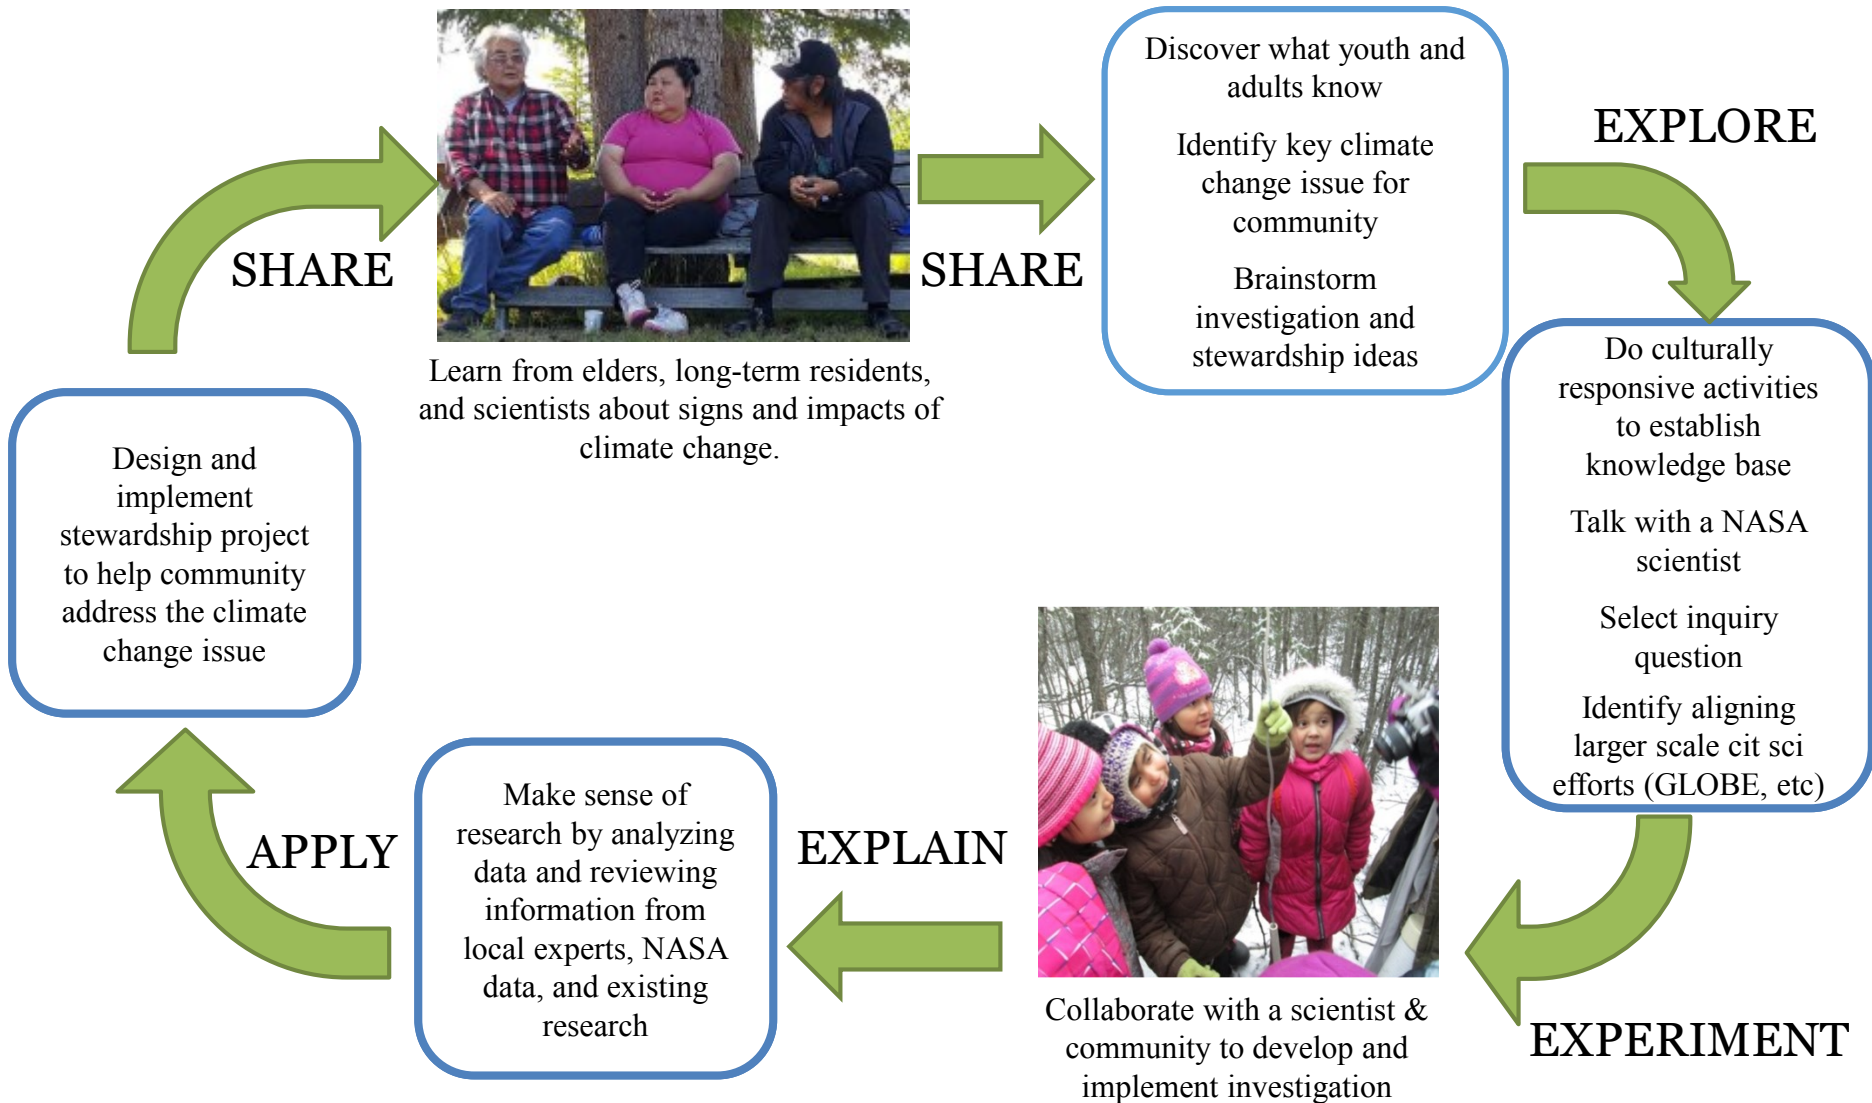 SHARE
Learn from elders, long-term residents,
and scientists about signs and impacts of
climate change.
SHARE
Discover what youth and
adults know
Identify key climate
change issue for
community
Brainstorm
investigation and
stewardship ideas
EXPLORE
Do culturally
responsive activities
to establish
knowledge base
Talk with a NASA
scientist
Select inquiry
question
Identify aligning
larger scale cit sci
efforts (GLOBE, etc)
EXPERIMENT
Collaborate with a scientist &
community to develop and
implement investigation
EXPLAIN
Make sense of
research by analyzing
data and reviewing
information from
local experts, NASA
data, and existing
research
APPLY
Design and
implement
stewardship project
to help community
address the climate
change issue